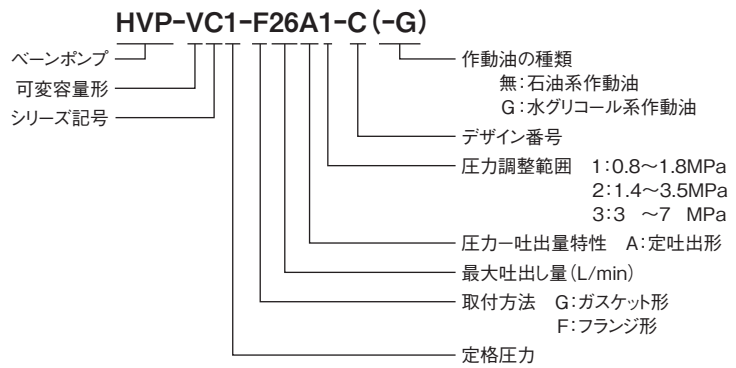 HVP-VC1-F26A1-C(-G)
ベーンポンプ
可変容量形
シリーズ記号
作動油の種類
無:石油系作動油
G:水グリコール系作動油
デザイン番号
圧力調整範囲 1:0.8~1.8MPa
2:1.4~3.5MPa
3:3 ~7 MPa
圧力ー吐出量特性 A:定吐出形
最大吐出し量(L/min)
取付方法 G:ガスケット形
F:フランジ形
定格圧力